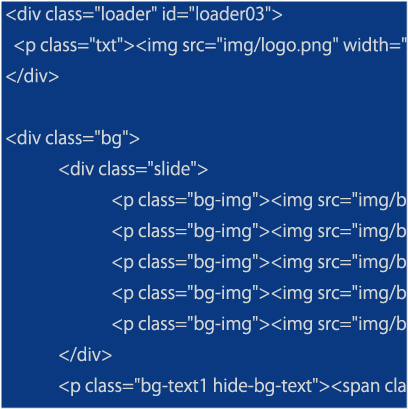 <div class="loader" id="loader03">
<p class="txt"><img src="img/logo.png" width="
</div>
<div class="bg">
<div class="slide">
<p class="bg-img"><img src="img/b
<p class="bg-img"><img src="img/b
<p class="bg-img"><img src="img/b
<p class="bg-img"><img src="img/b
<p class="bg-img"><img src="img/b
</div>
<p class="bg-text1 hide-bg-text"><span cla